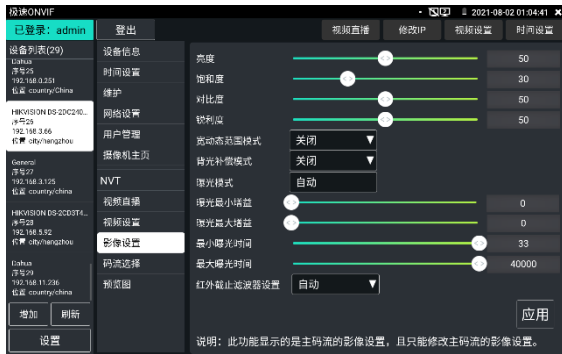 极速ONVIF
2021-08-02 01:04:41 ×
已登录: admin
登出
视频直播
修改IP
视频设置
时间设置
设备列表(29)
Dahua
序号25
192.168.0.251
位置 country/China
HIKVISION DS-2DC240...
序号26
192.168.3.66
位置 city/hangzhou
General
序号27
192.168.3.125
位置 country/china
HIKVISION DS-2CD3T4...
序号28
192.168.5.92
位置 city/hangzhou
Dahua
序号29
192.168.11.236
位置 country/china
增加
刷新
设置
设备信息
时间设置
维护
网络设置
用户管理
摄像机主页
NVT
视频直播
视频设置
影像设置
码流选择
预览图
亮度 50
饱和度 30
对比度 50
锐利度 50
宽动态范围模式 关闭
背光补偿模式 关闭
曝光模式 自动
曝光最小增益 0
曝光最大增益 0
最小曝光时间 33
最大曝光时间 40000
红外截止滤波器设置 自动
应用
说明: 此功能显示的是主码流的影像设置, 且只能修改主码流的影像设置。